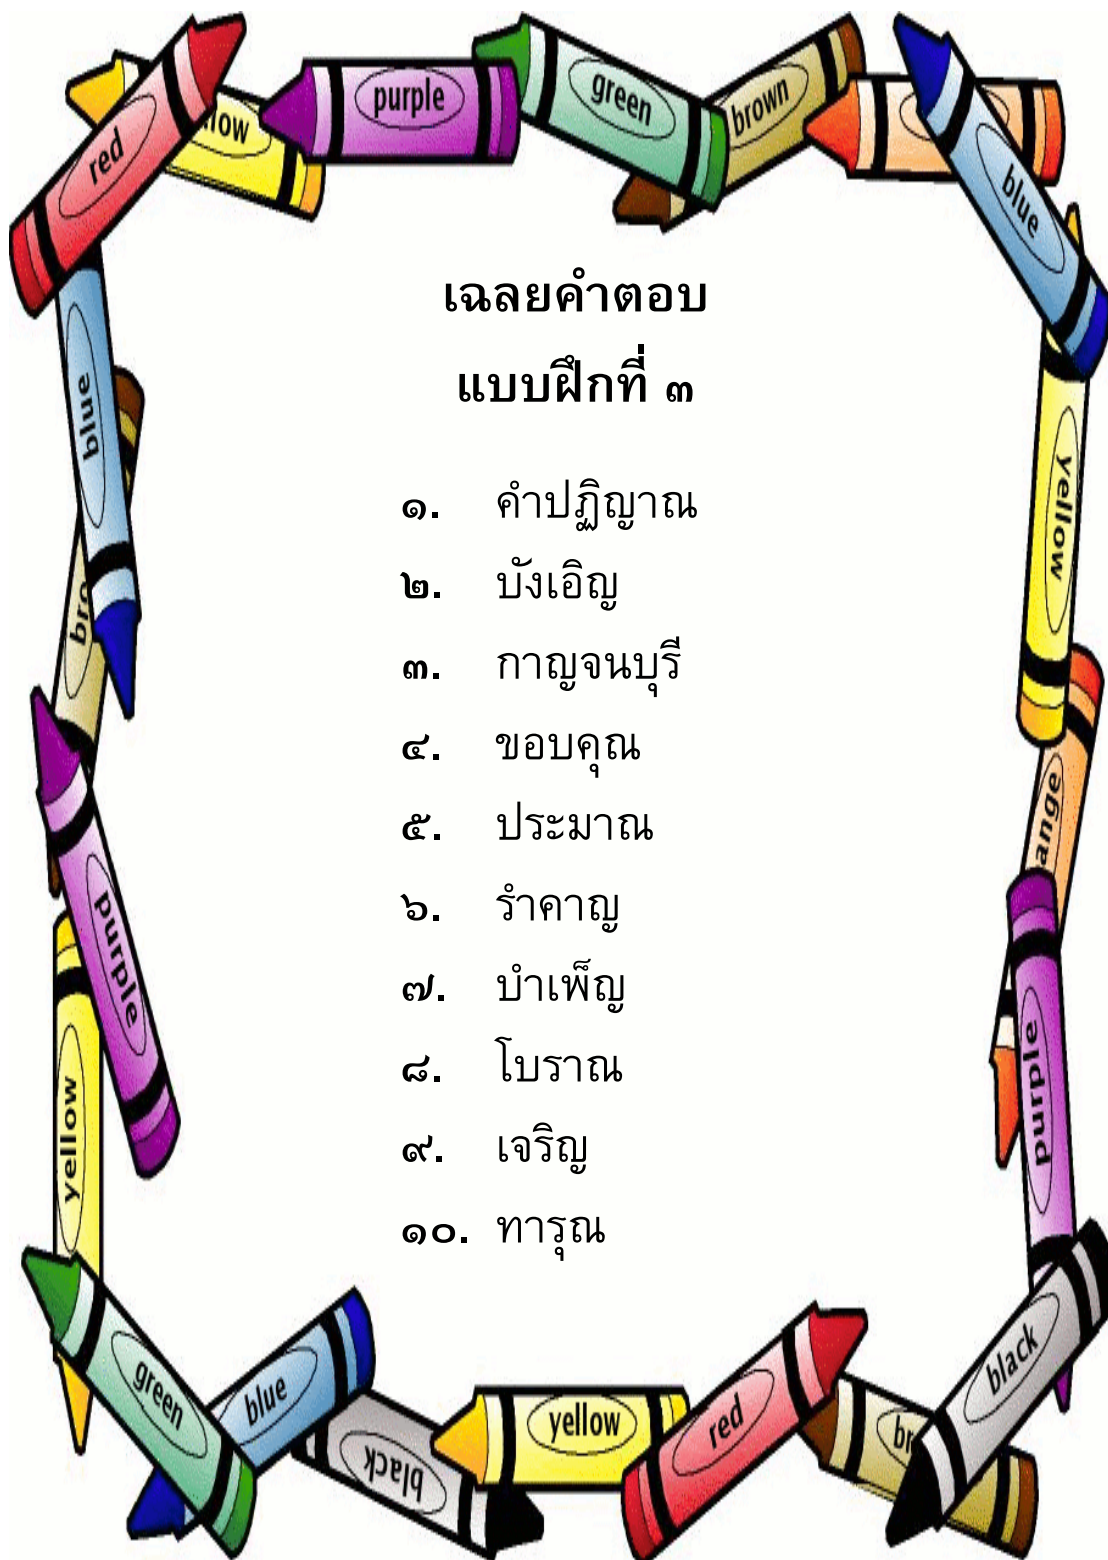 purple
green
brown
red
blue
เฉลยคำตอบ
แบบฝึกที่ ๓
blue
yellow
๑. คำปฏิญาณ
๒. บังเอิญ
๓. กาญจนบุรี
๔. ขอบคุณ
๕. ประมาณ
๖. รำคาญ
๗. บำเพ็ญ
๘. โบราณ
๙. เจริญ
๑๐. ทารุณ
purple
purple
yellow
green
blue
black
yellow
red
black